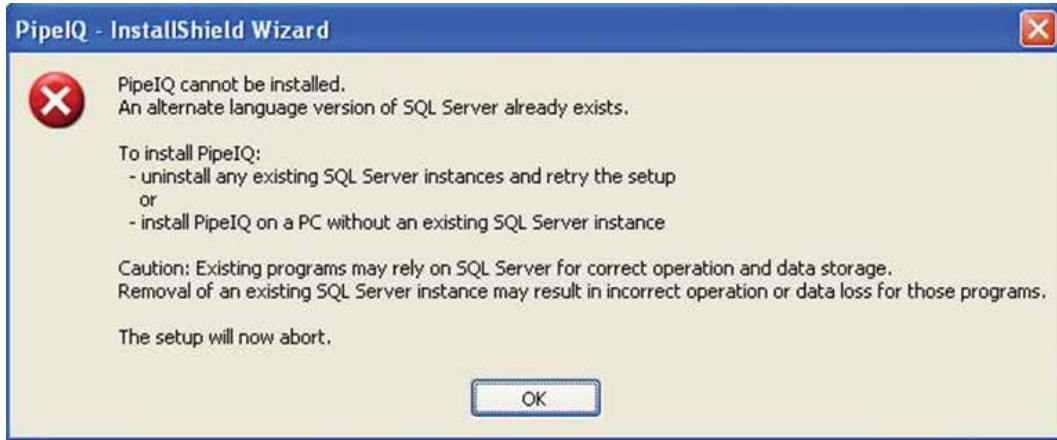 PipeIQ - InstallShield Wizard
PipeIQ cannot be installed.
An alternate language version of SQL Server already exists.
To install PipeIQ:
- uninstall any existing SQL Server instances and retry the setup
or
- install PipeIQ on a PC without an existing SQL Server instance
Caution: Existing programs may rely on SQL Server for correct operation and data storage.
Removal of an existing SQL Server instance may result in incorrect operation or data loss for those programs.
The setup will now abort.
OK